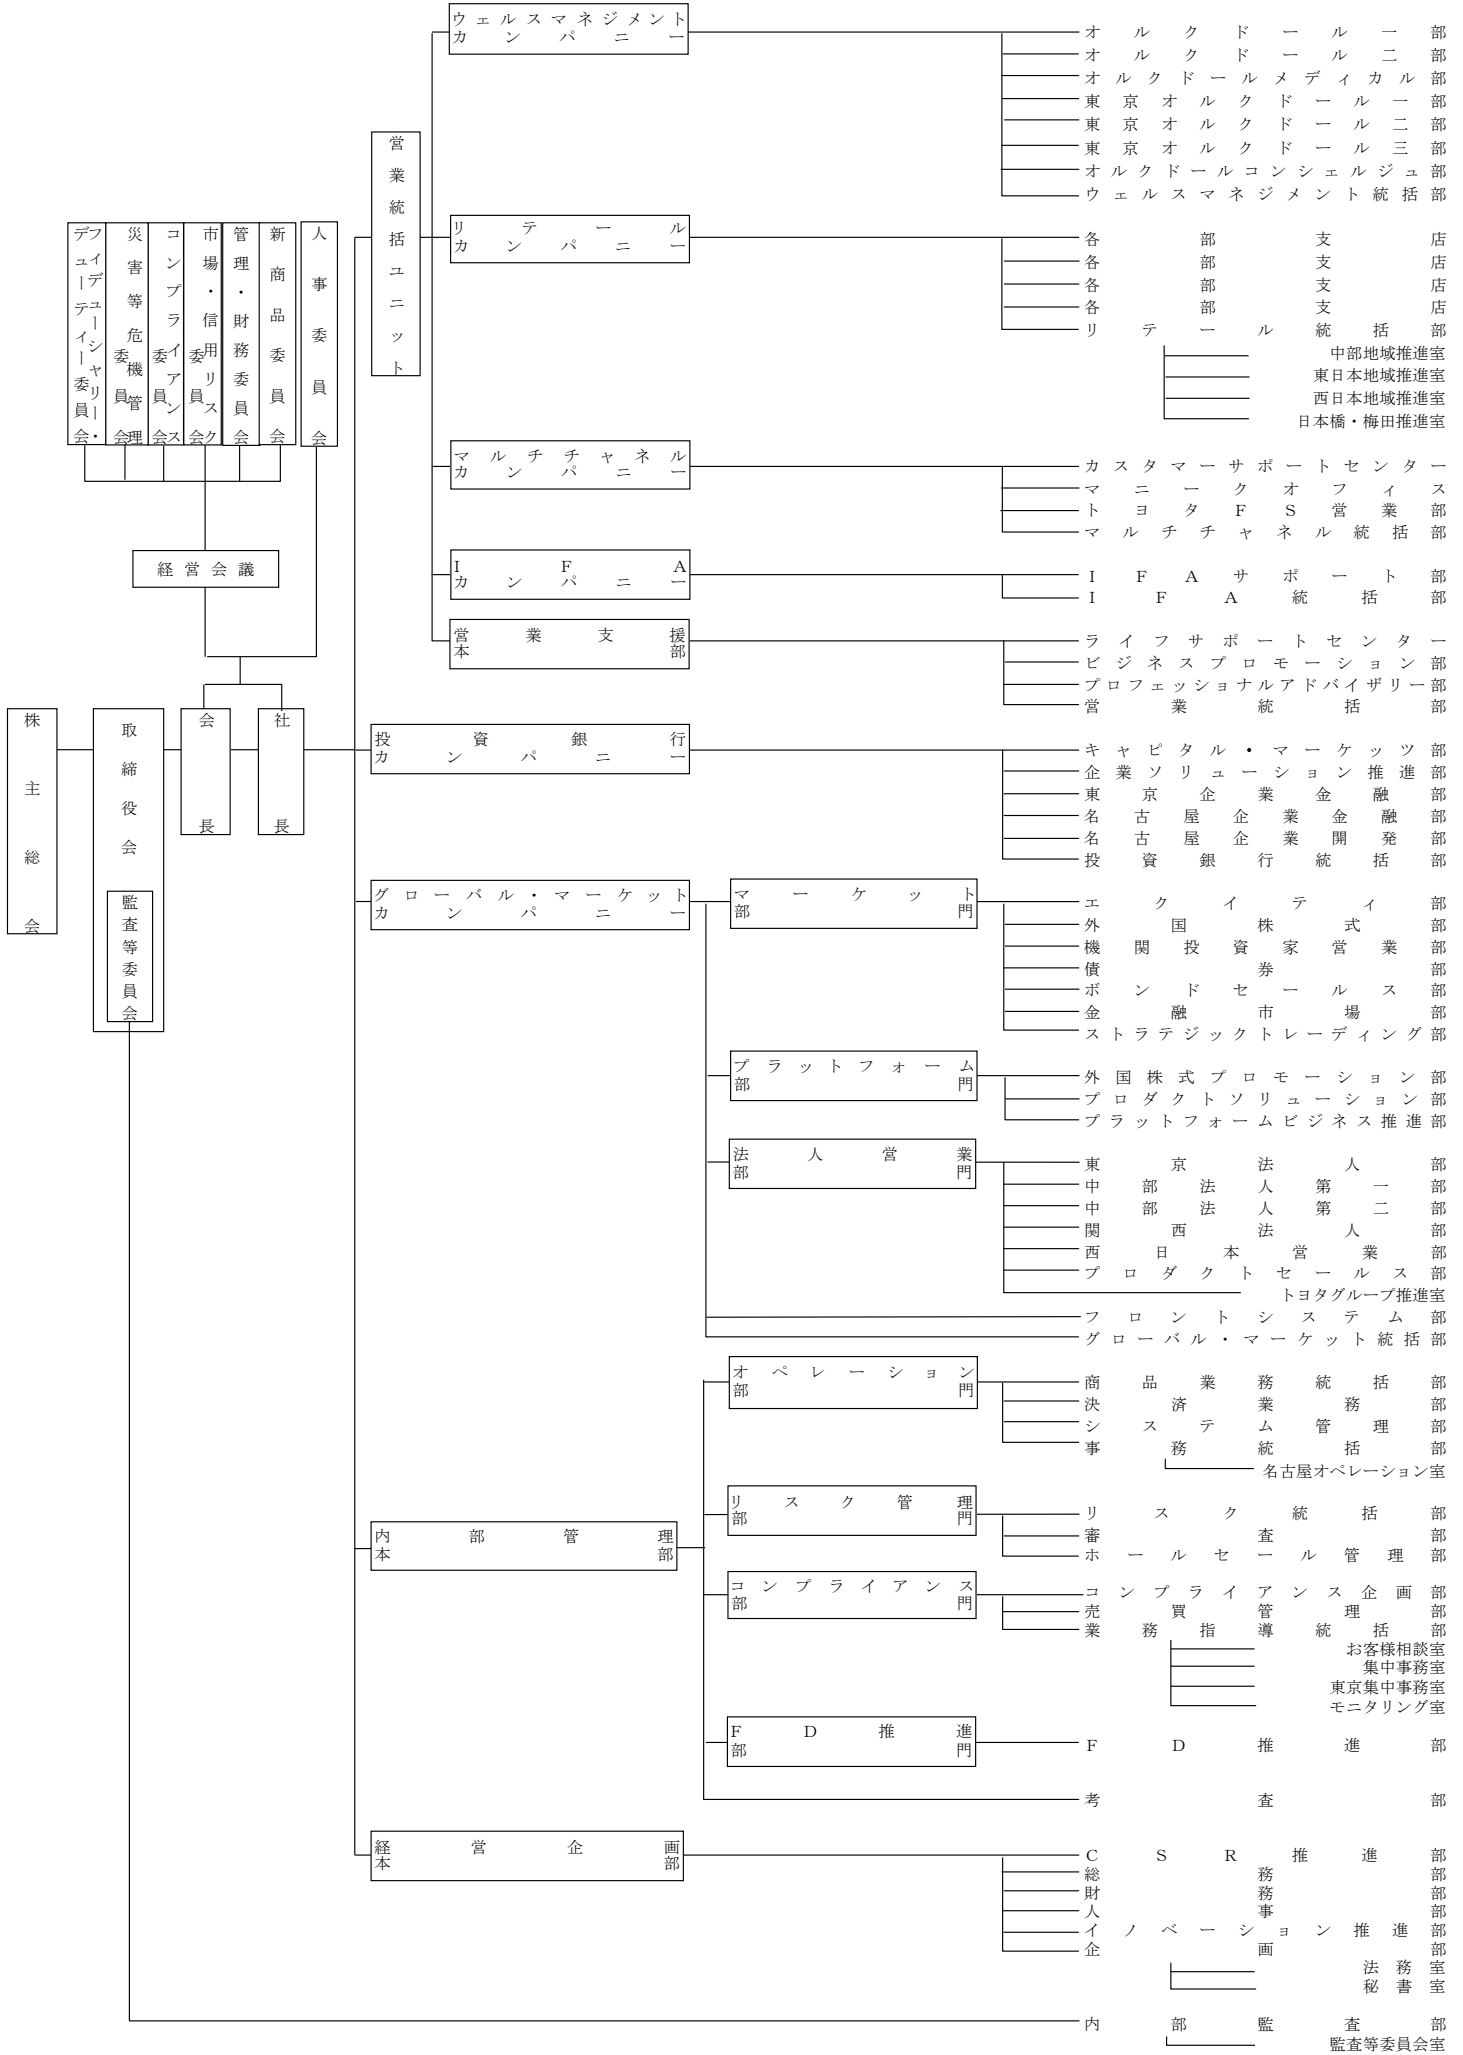 ウェルスマネジメント
カンパニー
オルクドール一部
オルクドール二部
オルクドールメディカル部
東京オルクドール一部
東京オルクドール二部
東京オルクドール三部
オルクドールコンシェルジュ部
ウェルスマネジメント統括部
営業統括ユニット
フィデューシャリー・
デューティー委員会
災害等危機管理
委員会
コンプライアンス
委員会
市場・信用リスク
委員会
管理・財務委員会
新商品委員会
人事委員会
リテール
カンパニー
各部支店
各部支店
各部支店
各部支店
リテール統括部
中部地域推進室
東日本地域推進室
西日本地域推進室
日本橋・梅田推進室
マルチチャネル
カンパニー
カスタマーサポートセンター
マニークオフィス
トヨタFS営業部
マルチチャネル統括部
経営会議
IFA
カンパニー
IFAサポート部
IFA統括部
営業支援
本部
ライフサポートセンター
ビジネスプロモーション部
プロフェッショナルアドバイザリー部
営業統括部
株主総会
取締役会
監査等委員会
会長
社長
投資銀行
カンパニー
キャピタル・マーケッツ部
企業ソリューション推進部
東京企業金融部
名古屋企業金融部
名古屋企業開発部
投資銀行統括部
グローバル・マーケット
カンパニー
マーケット
部門
エクイティ部
外国株式部
機関投資家営業部
債券部
ボンドセールス部
金融市場部
ストラテジックトレーディング部
プラットフォーム
部門
外国株式プロモーション部
プロダクトソリューション部
プラットフォームビジネス推進部
法人営業
部門
東京法人部
中部法人第一部
中部法人第二部
関西法人部
西日本営業部
プロダクトセールス部
トヨタグループ推進室
フロントシステム部
グローバル・マーケット統括部
内部管理
本部
オペレーション
部門
商品業務統括部
決済業務部
システム管理部
事務統括部
名古屋オペレーション室
リスク管理
部門
リスク統括部
審査部
ホールセール管理部
コンプライアンス
部門
コンプライアンス企画部
売買管理部
業務指導統括部
お客様相談室
集中事務室
東京集中事務室
モニタリング室
FD推進
部門
FD推進部
考査部
経営企画
本部
CSR推進部
総務部
財務部
人事部
イノベーション推進部
企画部
法務室
秘書室
内部監査部
監査等委員会室